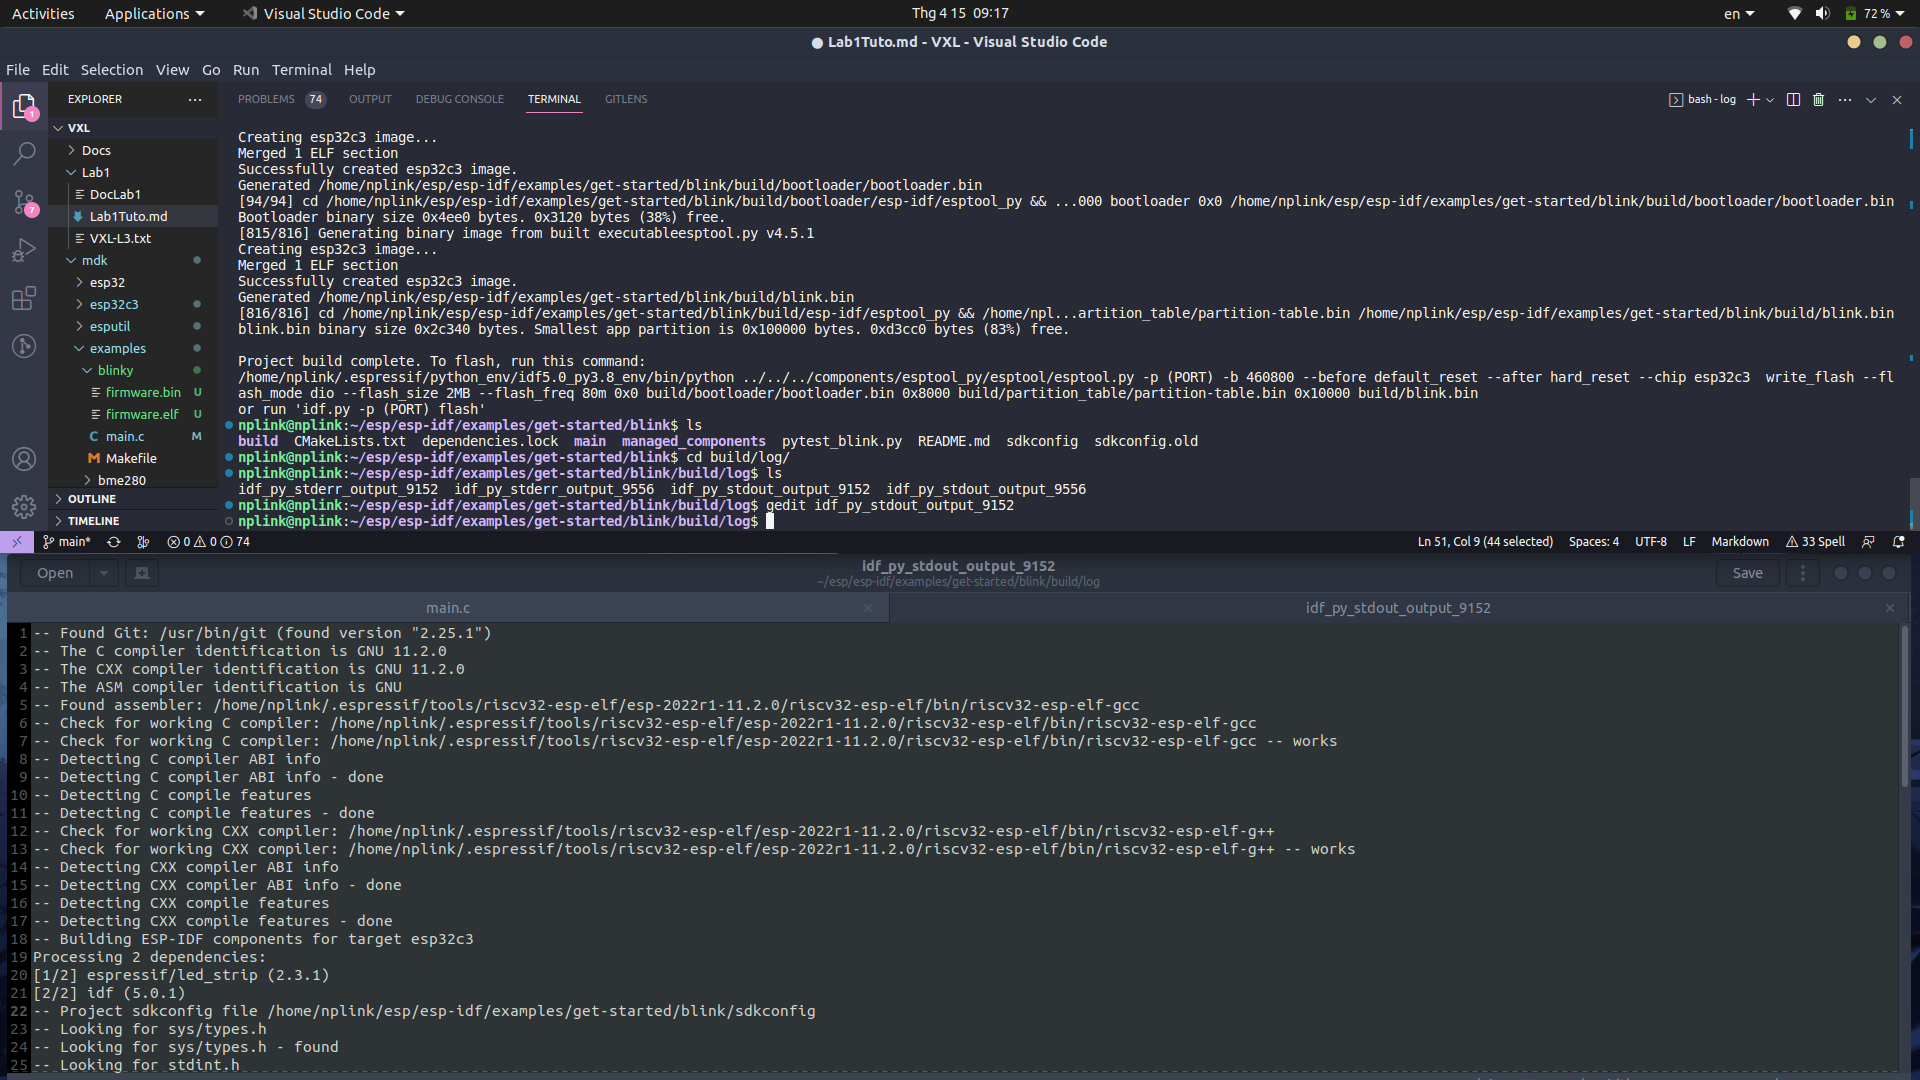 Activities Applications Visual Studio Code Thg 4 15 09:17 en 72 %
Lab1Tuto.md - VXL - Visual Studio Code
File Edit Selection View Go Run Terminal Help
EXPLORER
VXL
Docs
Lab1
DocLab1
Lab1Tuto.md
VXL-L3.txt
mdk
esp32
esp32c3
esputil
examples
blinky
firmware.bin U
firmware.elf U
main.c M
Makefile
bme280
OUTLINE
TIMELINE
1
7
PROBLEMS 74 OUTPUT DEBUG CONSOLE TERMINAL GITLENS bash - log
Creating esp32c3 image...
Merged 1 ELF section
Successfully created esp32c3 image.
Generated /home/nplink/esp/esp-idf/examples/get-started/blink/build/bootloader/bootloader.bin
[94/94] cd /home/nplink/esp/esp-idf/examples/get-started/blink/build/bootloader/esp-idf/esptool_py && ...000 bootloader 0x0 /home/nplink/esp/esp-idf/examples/get-started/blink/build/bootloader/bootloader.bin
Bootloader binary size 0x4ee0 bytes. 0x3120 bytes (38%) free.
[815/816] Generating binary image from built executableesptool.py v4.5.1
Creating esp32c3 image...
Merged 1 ELF section
Successfully created esp32c3 image.
Generated /home/nplink/esp/esp-idf/examples/get-started/blink/build/blink.bin
[816/816] cd /home/nplink/esp/esp-idf/examples/get-started/blink/build/esp-idf/esptool_py && /home/npl...artition_table/partition-table.bin /home/nplink/esp/esp-idf/examples/get-started/blink/build/blink.bin
blink.bin binary size 0x2c340 bytes. Smallest app partition is 0x100000 bytes. 0xd3cc0 bytes (83%) free.
Project build complete. To flash, run this command:
/home/nplink/.espressif/python_env/idf5.0_py3.8_env/bin/python ../../../components/esptool_py/esptool/esptool.py -p (PORT) -b 460800 --before default_reset --after hard_reset --chip esp32c3  write_flash --fl
ash_mode dio --flash_size 2MB --flash_freq 80m 0x0 build/bootloader/bootloader.bin 0x8000 build/partition_table/partition-table.bin 0x10000 build/blink.bin
or run 'idf.py -p (PORT) flash'
nplink@nplink:~/esp/esp-idf/examples/get-started/blink$ ls
build  CMakeLists.txt  dependencies.lock  main  managed_components  pytest_blink.py  README.md  sdkconfig  sdkconfig.old
nplink@nplink:~/esp/esp-idf/examples/get-started/blink$ cd build/log/
nplink@nplink:~/esp/esp-idf/examples/get-started/blink/build/log$ ls
idf_py_stderr_output_9152  idf_py_stderr_output_9556  idf_py_stdout_output_9152  idf_py_stdout_output_9556
nplink@nplink:~/esp/esp-idf/examples/get-started/blink/build/log$ gedit idf_py_stdout_output_9152
nplink@nplink:~/esp/esp-idf/examples/get-started/blink/build/log$
main* 0 0 74 Ln 51, Col 9 (44 selected) Spaces: 4 UTF-8 LF Markdown 33 Spell
Open idf_py_stdout_output_9152 Save
~/esp/esp-idf/examples/get-started/blink/build/log
main.c idf_py_stdout_output_9152
1 -- Found Git: /usr/bin/git (found version "2.25.1")
2 -- The C compiler identification is GNU 11.2.0
3 -- The CXX compiler identification is GNU 11.2.0
4 -- The ASM compiler identification is GNU
5 -- Found assembler: /home/nplink/.espressif/tools/riscv32-esp-elf/esp-2022r1-11.2.0/riscv32-esp-elf/bin/riscv32-esp-elf-gcc
6 -- Check for working C compiler: /home/nplink/.espressif/tools/riscv32-esp-elf/esp-2022r1-11.2.0/riscv32-esp-elf/bin/riscv32-esp-elf-gcc
7 -- Check for working C compiler: /home/nplink/.espressif/tools/riscv32-esp-elf/esp-2022r1-11.2.0/riscv32-esp-elf/bin/riscv32-esp-elf-gcc -- works
8 -- Detecting C compiler ABI info
9 -- Detecting C compiler ABI info - done
10 -- Detecting C compile features
11 -- Detecting C compile features - done
12 -- Check for working CXX compiler: /home/nplink/.espressif/tools/riscv32-esp-elf/esp-2022r1-11.2.0/riscv32-esp-elf/bin/riscv32-esp-elf-g++
13 -- Check for working CXX compiler: /home/nplink/.espressif/tools/riscv32-esp-elf/esp-2022r1-11.2.0/riscv32-esp-elf/bin/riscv32-esp-elf-g++ -- works
14 -- Detecting CXX compiler ABI info
15 -- Detecting CXX compiler ABI info - done
16 -- Detecting CXX compile features
17 -- Detecting CXX compile features - done
18 -- Building ESP-IDF components for target esp32c3
19 Processing 2 dependencies:
20 [1/2] espressif/led_strip (2.3.1)
21 [2/2] idf (5.0.1)
22 -- Project sdkconfig file /home/nplink/esp/esp-idf/examples/get-started/blink/sdkconfig
23 -- Looking for sys/types.h
24 -- Looking for sys/types.h - found
25 -- Looking for stdint.h